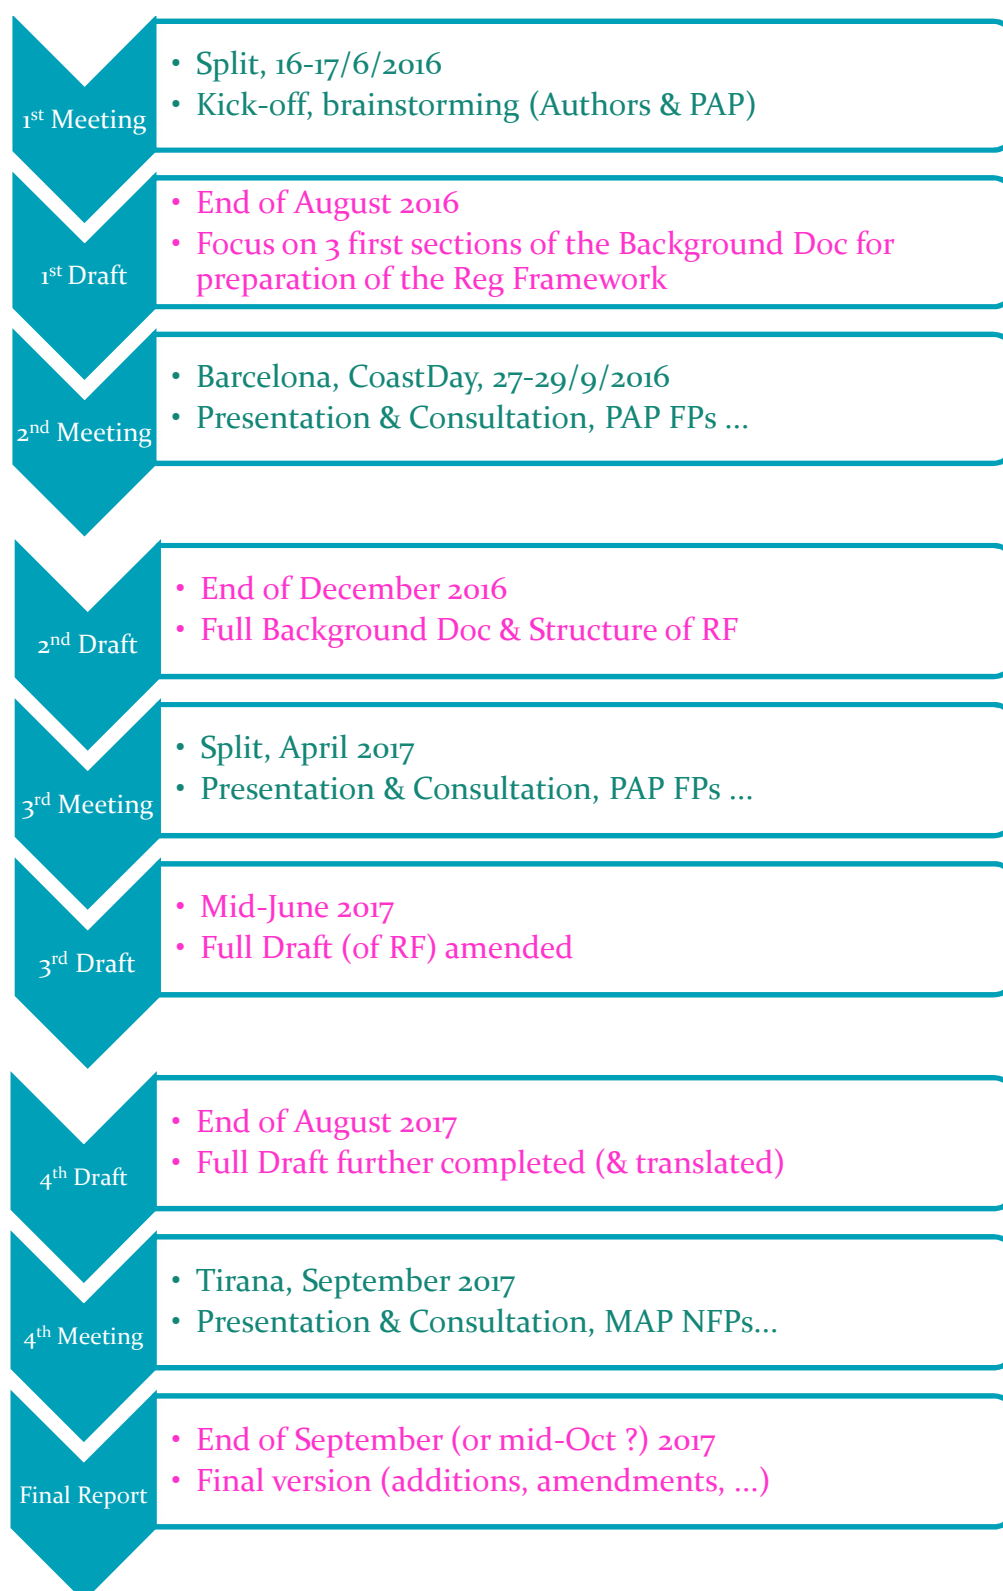 1st Meeting
• Split, 16-17/6/2016
• Kick-off, brainstorming (Authors & PAP)
1st Draft
• End of August 2016
• Focus on 3 first sections of the Background Doc for
preparation of the Reg Framework
2nd Meeting
• Barcelona, CoastDay, 27-29/9/2016
• Presentation & Consultation, PAP FPs ...
2nd Draft
• End of December 2016
• Full Background Doc & Structure of RF
3rd Meeting
• Split, April 2017
• Presentation & Consultation, PAP FPs ...
3rd Draft
• Mid-June 2017
• Full Draft (of RF) amended
4th Draft
• End of August 2017
• Full Draft further completed (& translated)
4th Meeting
• Tirana, September 2017
• Presentation & Consultation, MAP NFPs...
Final Report
• End of September (or mid-Oct ?) 2017
• Final version (additions, amendments, ...)